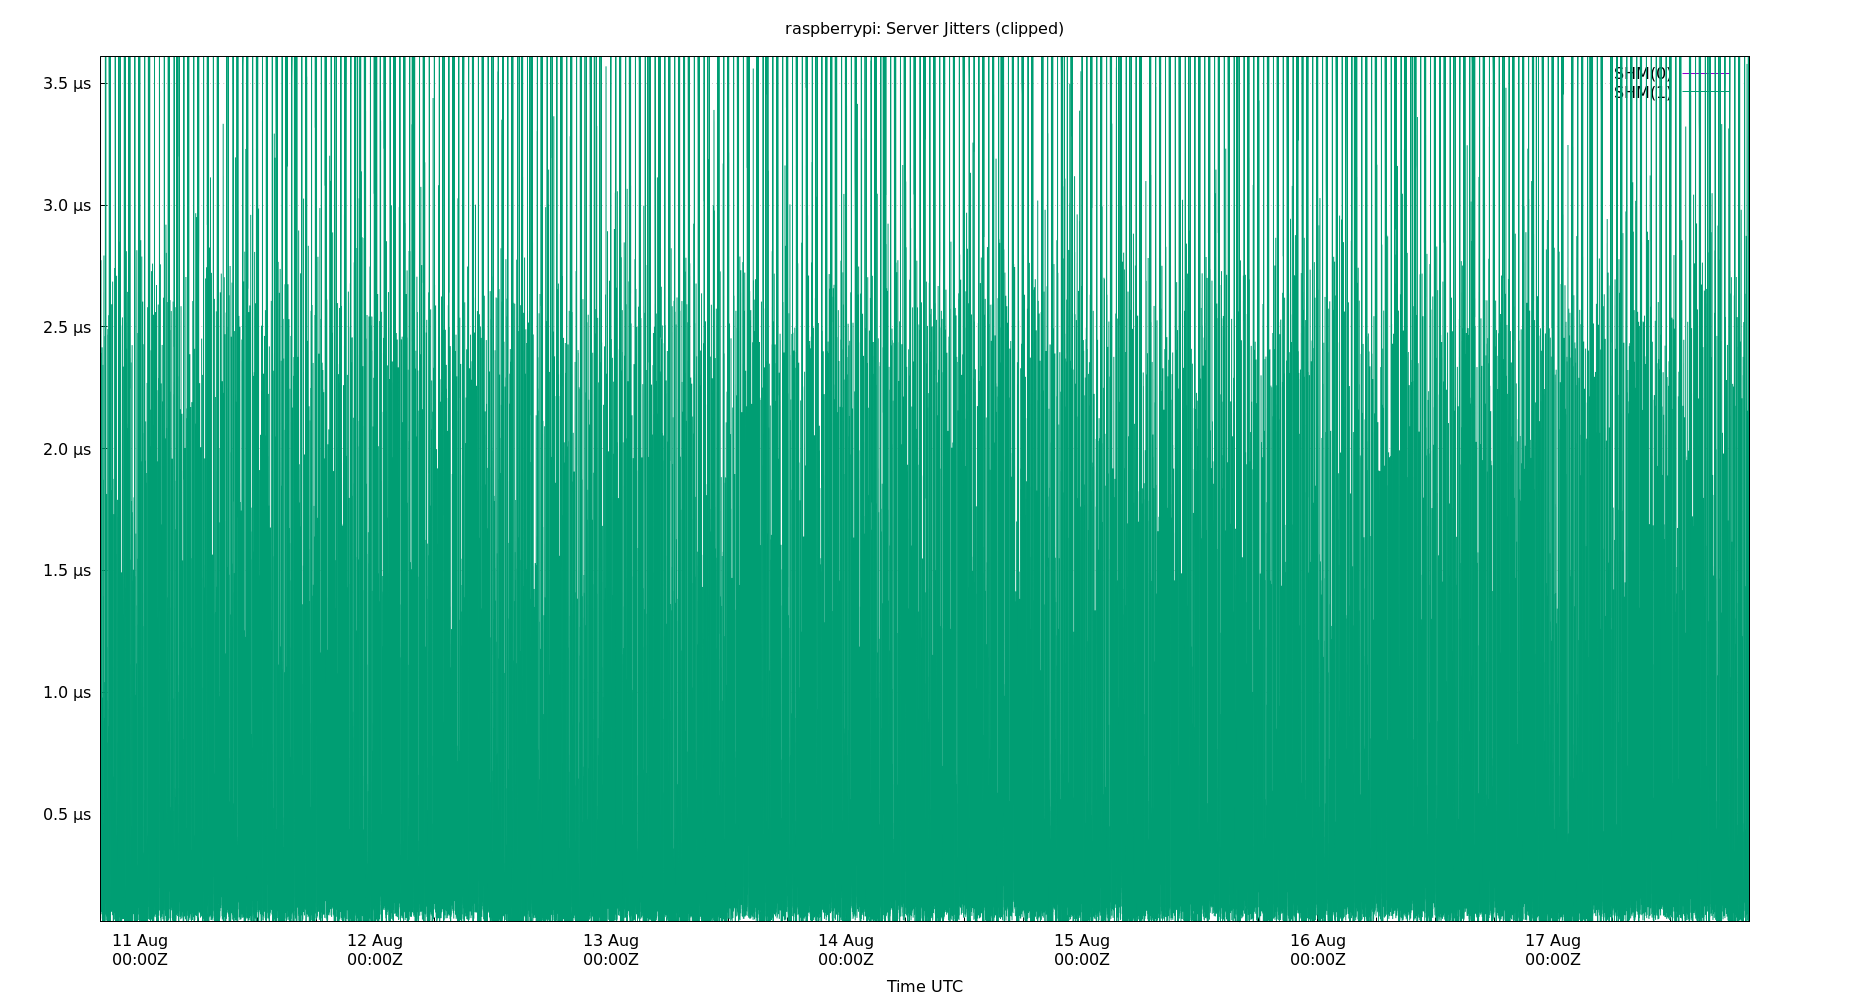 raspberrypi: Server Jitters (clipped)
SHM(0)
SHM(1)
3.5 µs
3.0 µs
2.5 µs
2.0 µs
1.5 µs
1.0 µs
0.5 µs
11 Aug 12 Aug 13 Aug 14 Aug 15 Aug 16 Aug 17 Aug
00:00Z 00:00Z 00:00Z 00:00Z 00:00Z 00:00Z 00:00Z
Time UTC